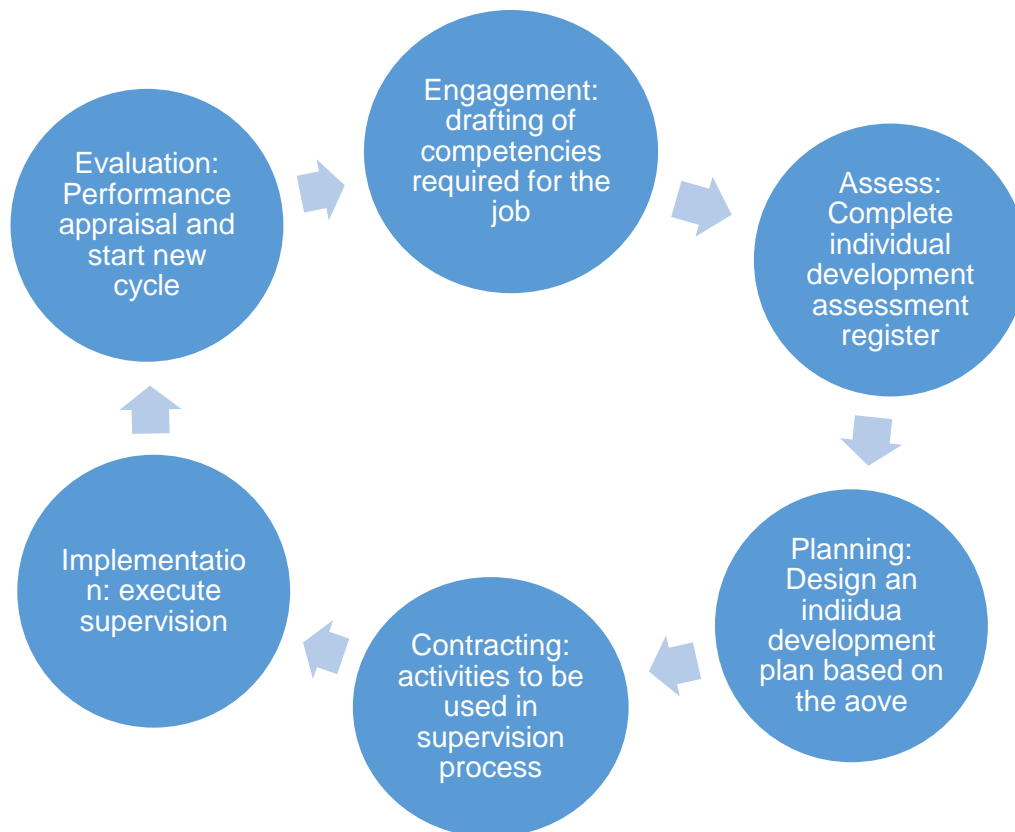 Engagement:
drafting of
competencies
required for the
job
Assess:
Complete
individual
development
assessment
register
Planning:
Design an
indiidua
development
plan based on
the aove
Contracting:
activities to be
used in
supervision
process
Implementatio
n: execute
supervision
Evaluation:
Performance
appraisal and
start new
cycle